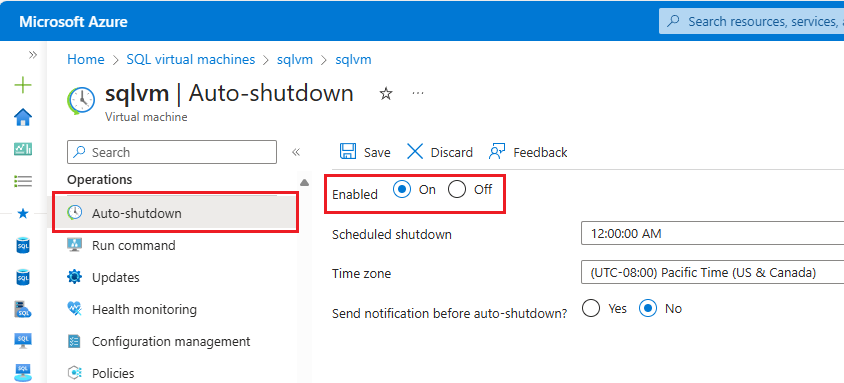 Microsoft Azure
Search resources, services, a
Home > SQL virtual machines > sqlvm > sqlvm
sqlvm | Auto-shutdown
Virtual machine
Search
Save Discard Feedback
Operations
Auto-shutdown
Run command
Updates
Health monitoring
Configuration management
Policies
Enabled On Off
Scheduled shutdown 12:00:00 AM
Time zone (UTC-08:00) Pacific Time (US & Canada)
Send notification before auto-shutdown? Yes No